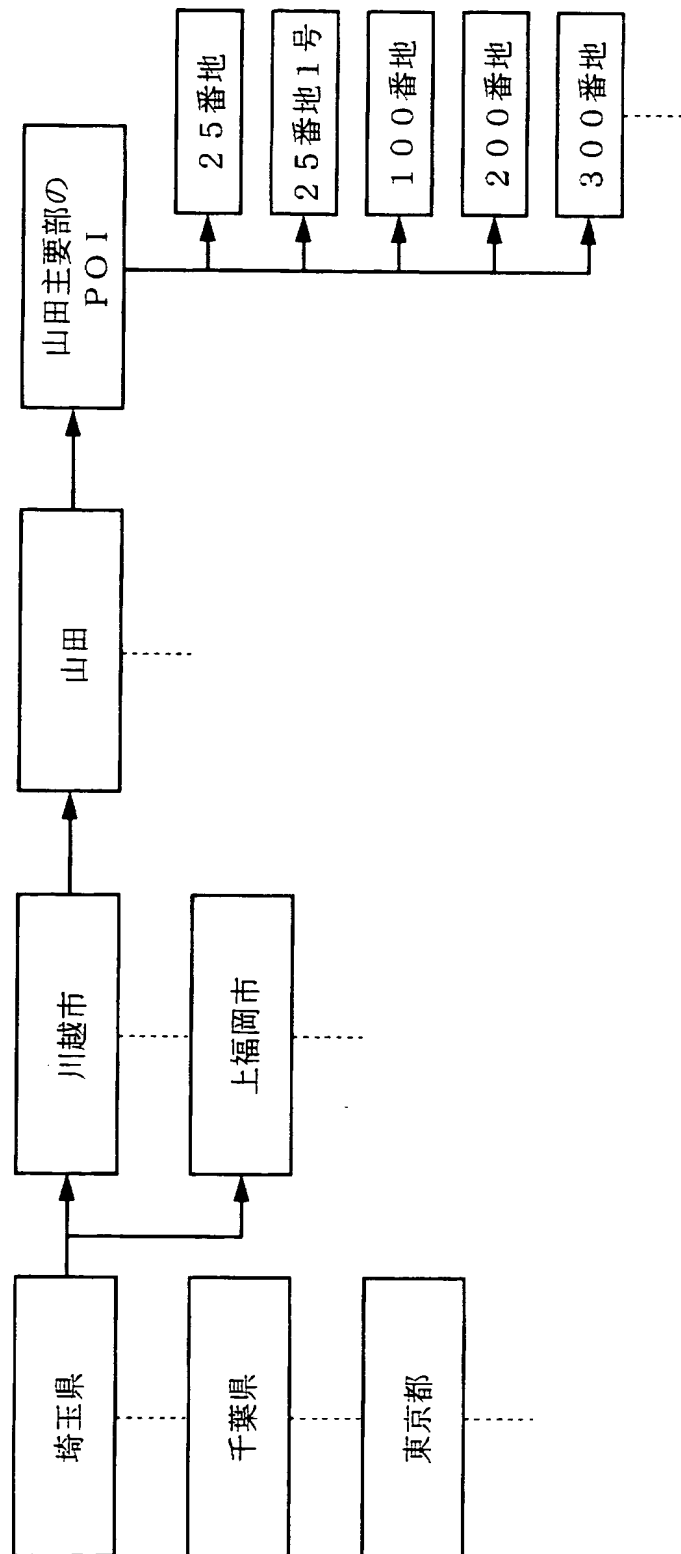 埼玉県
千葉県
東京都
川越市
上福岡市
山田
山田主要部の
ＰＯＩ
２５番地
２５番地１号
１００番地
２００番地
３００番地